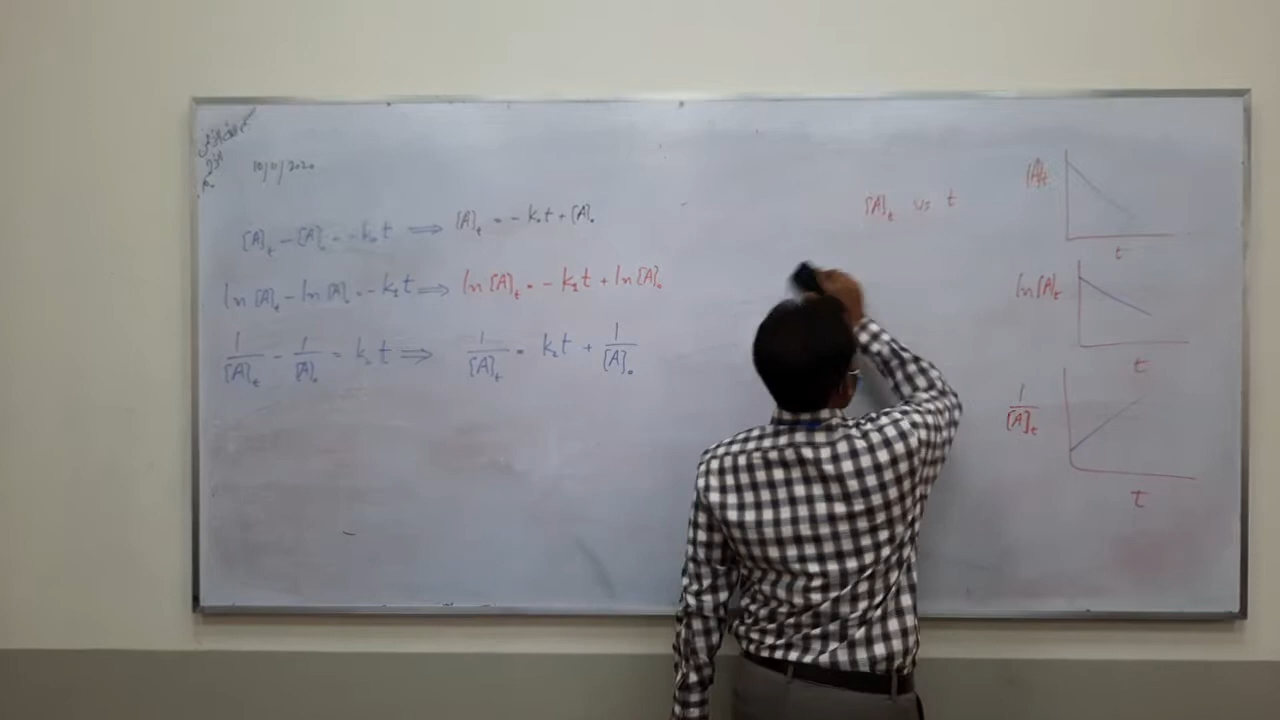 10/11/2020
[A]t – [A]₀ = –k₀t ⟹ [A]t = –k₀t + [A]₀
ln [A]t – ln [A]₀ = –k₁t ⟹ ln [A]t = –k₁t + ln [A]₀
1/[A]t – 1/[A]₀ = k₂t ⟹ 1/[A]t = k₂t + 1/[A]₀
[A]t vs t
[A]t
t
ln [A]t
t
1/[A]t
t